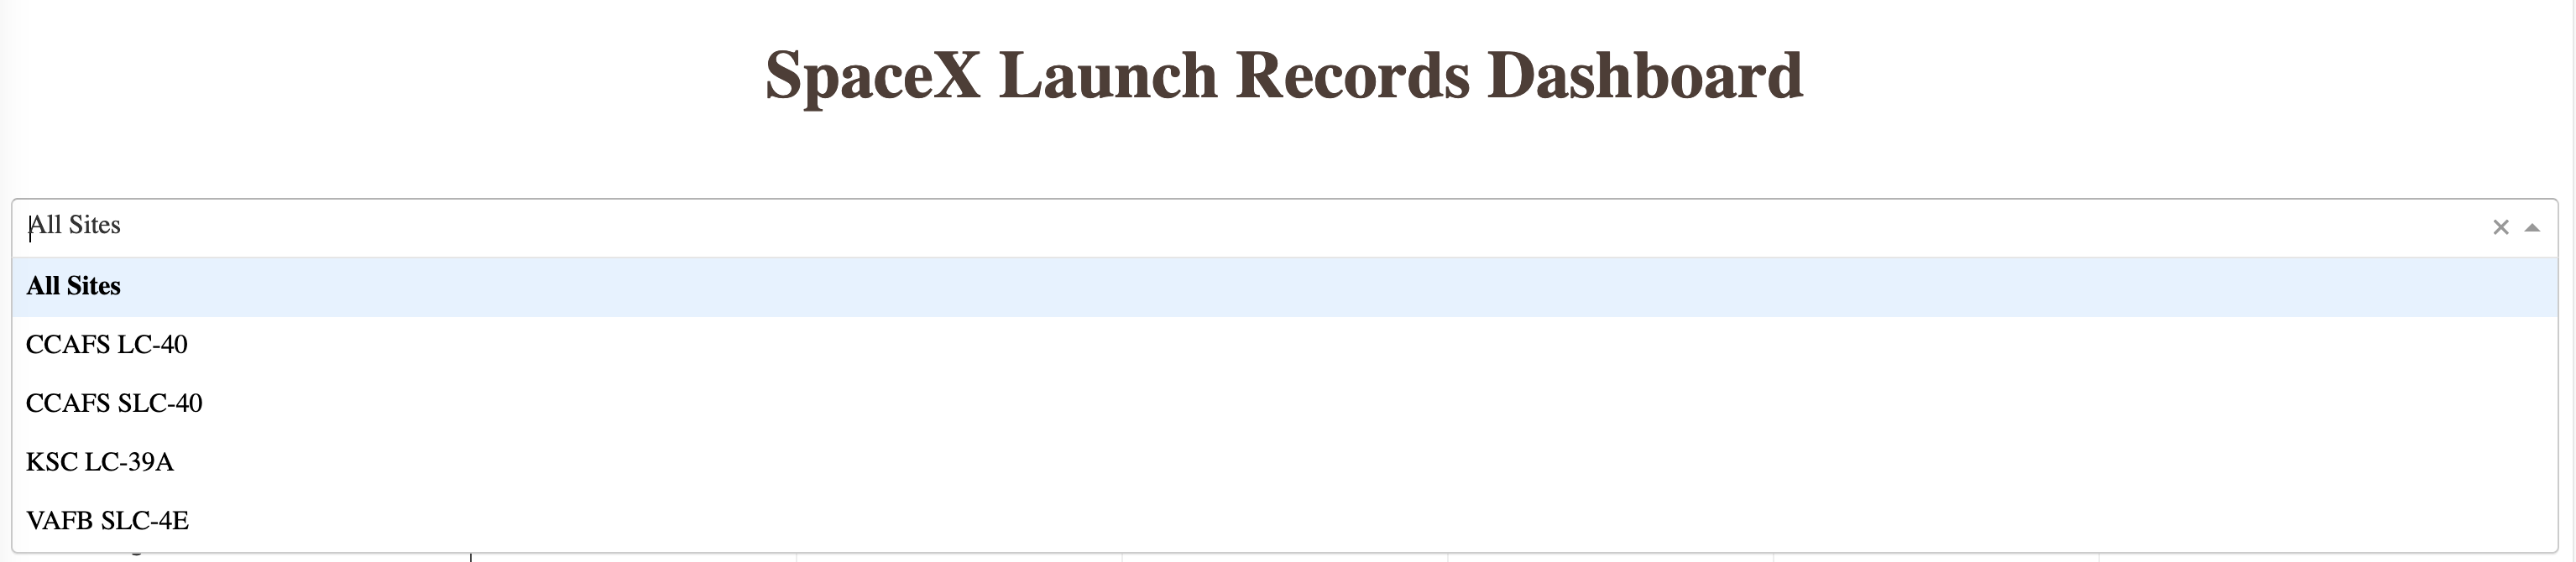 SpaceX Launch Records Dashboard
All Sites
All Sites
CCAFS LC-40
CCAFS SLC-40
KSC LC-39A
VAFB SLC-4E